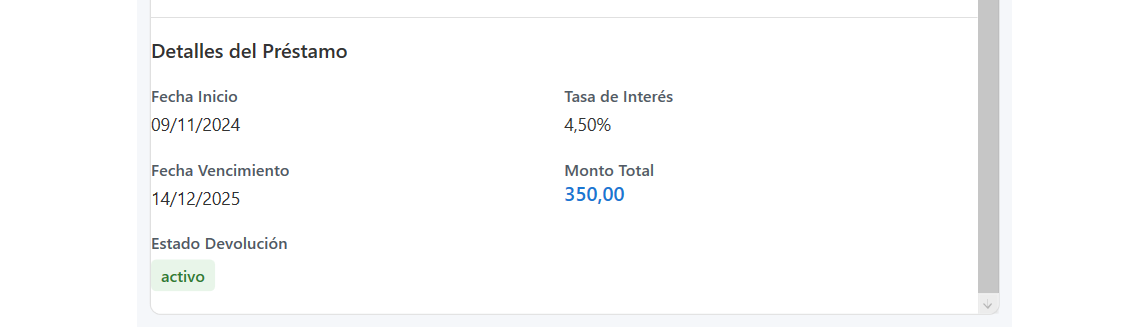 Detalles del Préstamo
Fecha Inicio
09/11/2024
Tasa de Interés
4,50%
Fecha Vencimiento
14/12/2025
Monto Total
350,00
Estado Devolución
activo